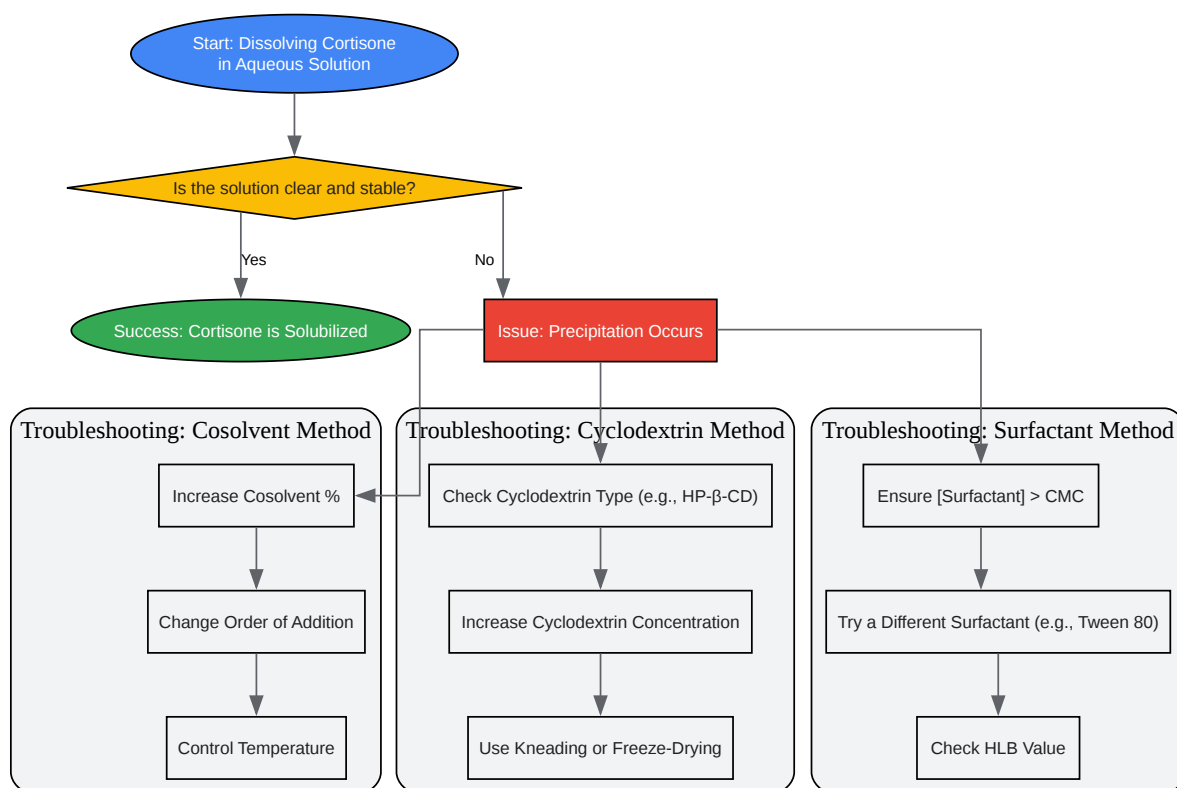 Start: Dissolving Cortisone
in Aqueous Solution
Is the solution clear and stable?
Yes
No
Success: Cortisone is Solubilized
Issue: Precipitation Occurs
Troubleshooting: Cosolvent Method
Increase Cosolvent %
Change Order of Addition
Control Temperature
Troubleshooting: Cyclodextrin Method
Check Cyclodextrin Type (e.g., HP-β-CD)
Increase Cyclodextrin Concentration
Use Kneading or Freeze-Drying
Troubleshooting: Surfactant Method
Ensure [Surfactant] > CMC
Try a Different Surfactant (e.g., Tween 80)
Check HLB Value